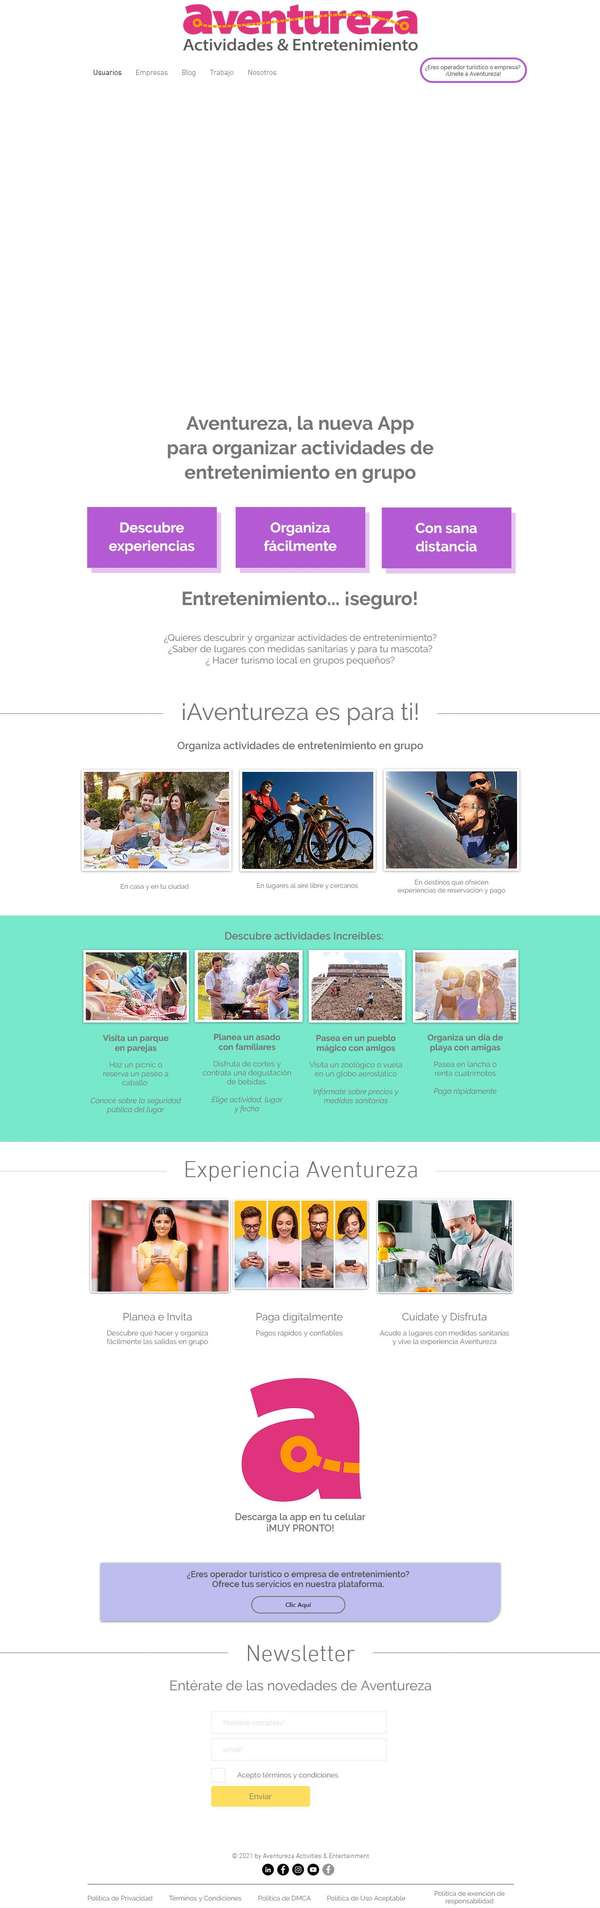 aventureza
Actividades & Entretenimiento
Usuarios
Empresas
Blog
Trabajo
Nosotros
¿Eres operador turístico o empresa?
¡Únete a Aventureza!
Aventureza, la nueva App
para organizar actividades de
entretenimiento en grupo
Descubre
experiencias
Organiza
fácilmente
Con sana
distancia
Entretenimiento... ¡seguro!
¿Quieres descubrir y organizar actividades de entretenimiento?
¿Saber de lugares con medidas sanitarias y para tu mascota?
¿ Hacer turismo local en grupos pequeños?
¡Aventureza es para ti!
Organiza actividades de entretenimiento en grupo
En casa y en tu ciudad
En lugares al aire libre y cercanos
En destinos que ofrecen
experiencias de reservación y pago
Descubre actividades Increíbles:
Visita un parque
en parejas
Haz un picnic o
reserva un paseo a
caballo
Conoce sobre la seguridad
pública del lugar
Planea un asado
con familiares
Disfruta de cortes y
contrata una degustación
de bebidas
Elige actividad, lugar
y fecha
Pasea en un pueblo
mágico con amigos
Visita un zoológico o vuela
en un globo aerostático
Infórmate sobre precios y
medidas sanitarias
Organiza un día de
playa con amigas
Pasea en lancha o
renta cuatrimotos
Paga rápidamente
Experiencia Aventureza
Planea e Invita
Descubre qué hacer y organiza
fácilmente las salidas en grupo
Paga digitalmente
Pagos rápidos y confiables
Cuídate y Disfruta
Acude a lugares con medidas sanitarias
y vive la experiencia Aventureza
a
Descarga la app en tu celular
¡MUY PRONTO!
¿Eres operador turístico o empresa de entretenimiento?
Ofrece tus servicios en nuestra plataforma.
Clic Aquí
Newsletter
Entérate de las novedades de Aventureza
Nombre completo*
email*
Acepto términos y condiciones
Enviar
© 2021 by Aventureza Activities & Entertainment
Política de Privacidad
Términos y Condiciones
Política de DMCA
Política de Uso Aceptable
Política de exención de
responsabilidad